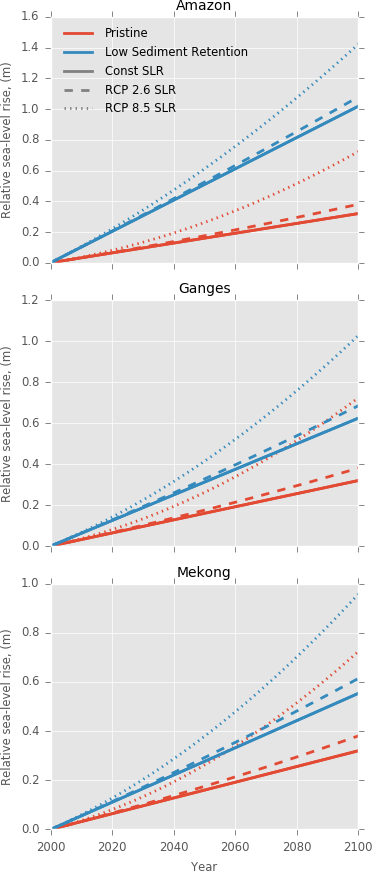 Amazon
Relative sea-level rise, (m)
1.6
1.4
1.2
1.0
0.8
0.6
0.4
0.2
0.0
Pristine
Low Sediment Retention
Const SLR
RCP 2.6 SLR
RCP 8.5 SLR
Ganges
Relative sea-level rise, (m)
1.2
1.0
0.8
0.6
0.4
0.2
0.0
Mekong
Relative sea-level rise, (m)
1.0
0.8
0.6
0.4
0.2
0.0
2000 2020 2040 2060 2080 2100
Year